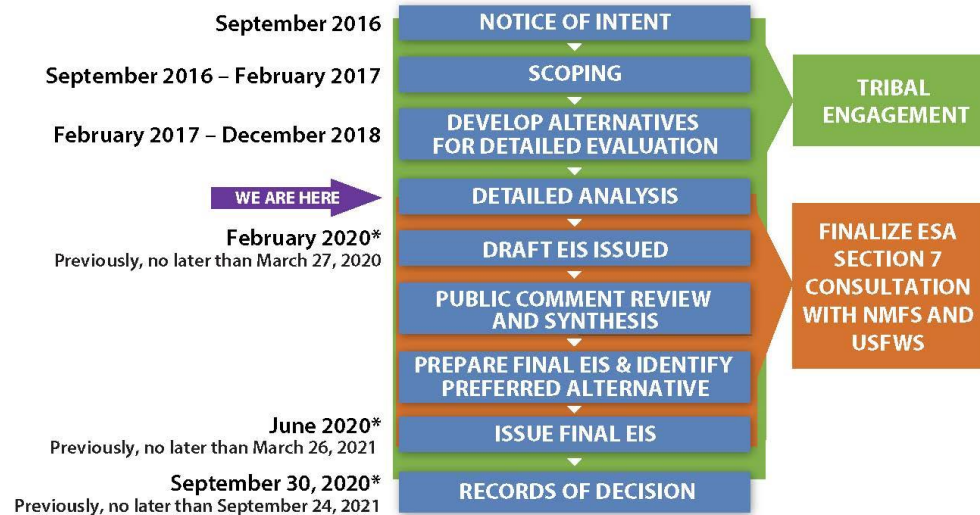 September 2016
NOTICE OF INTENT
September 2016 – February 2017
SCOPING
February 2017 – December 2018
DEVELOP ALTERNATIVES
FOR DETAILED EVALUATION
WE ARE HERE
DETAILED ANALYSIS
February 2020*
Previously, no later than March 27, 2020
DRAFT EIS ISSUED
PUBLIC COMMENT REVIEW
AND SYNTHESIS
PREPARE FINAL EIS & IDENTIFY
PREFERRED ALTERNATIVE
June 2020*
Previously, no later than March 26, 2021
ISSUE FINAL EIS
September 30, 2020*
Previously, no later than September 24, 2021
RECORDS OF DECISION
TRIBAL
ENGAGEMENT
FINALIZE ESA
SECTION 7
CONSULTATION
WITH NMFS AND
USFWS